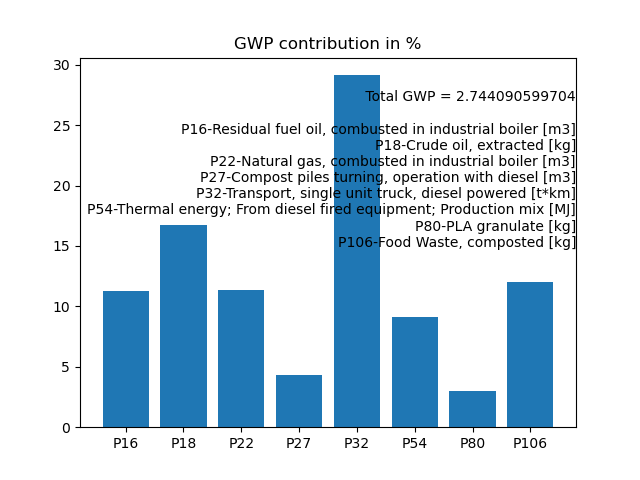 GWP contribution in %
30
25
20
15
10
5
0
Total GWP = 2.744090599704
P16-Residual fuel oil, combusted in industrial boiler [m3]
P18-Crude oil, extracted [kg]
P22-Natural gas, combusted in industrial boiler [m3]
P27-Compost piles turning, operation with diesel [m3]
P32-Transport, single unit truck, diesel powered [t*km]
P54-Thermal energy; From diesel fired equipment; Production mix [MJ]
P80-PLA granulate [kg]
P106-Food Waste, composted [kg]
P16 P18 P22 P27 P32 P54 P80 P106